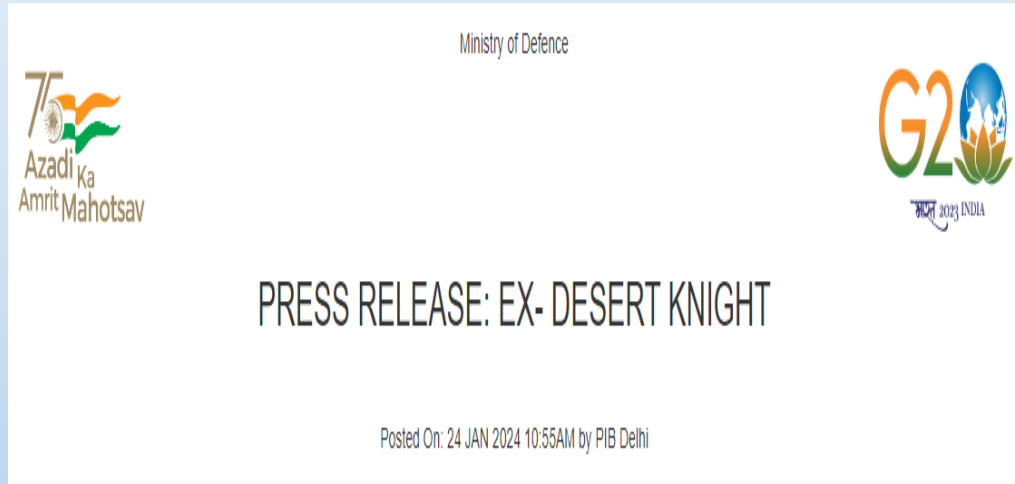 Ministry of Defence
75
Azadi Ka
Amrit Mahotsav
G20
भारत 2023 INDIA
PRESS RELEASE: EX- DESERT KNIGHT
Posted On: 24 JAN 2024 10:55AM by PIB Delhi